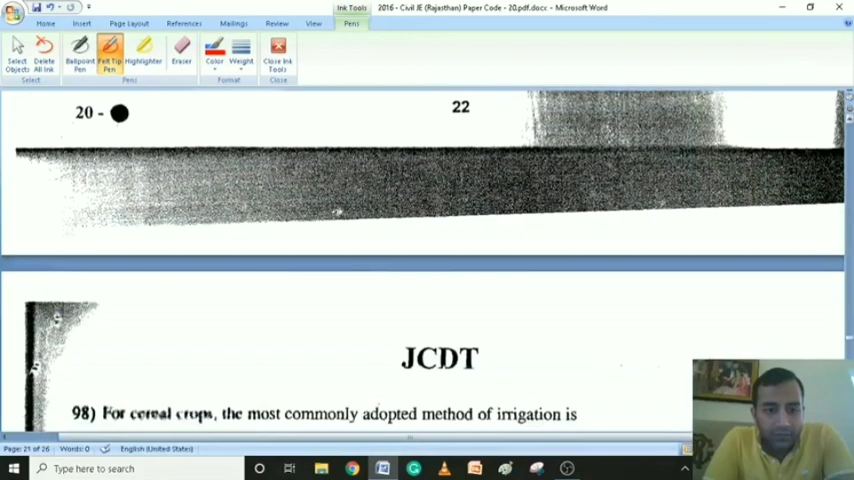 Ink Tools
2016 - Civil JE (Rajasthan) Paper Code - 20.pdf.docx - Microsoft Word
Home Insert Page Layout References Mailings Review View Pens
Select Objects
Delete All Ink
Ballpoint Pen
Felt Tip Pen
Highlighter
Eraser
Color
Weight
Close Ink Tools
Select Pens Format Close
20 - 22
JCDT
98) For cereal crops, the most commonly adopted method of irrigation is
Page: 21 of 26 Words: 0 English (United States)
Type here to search